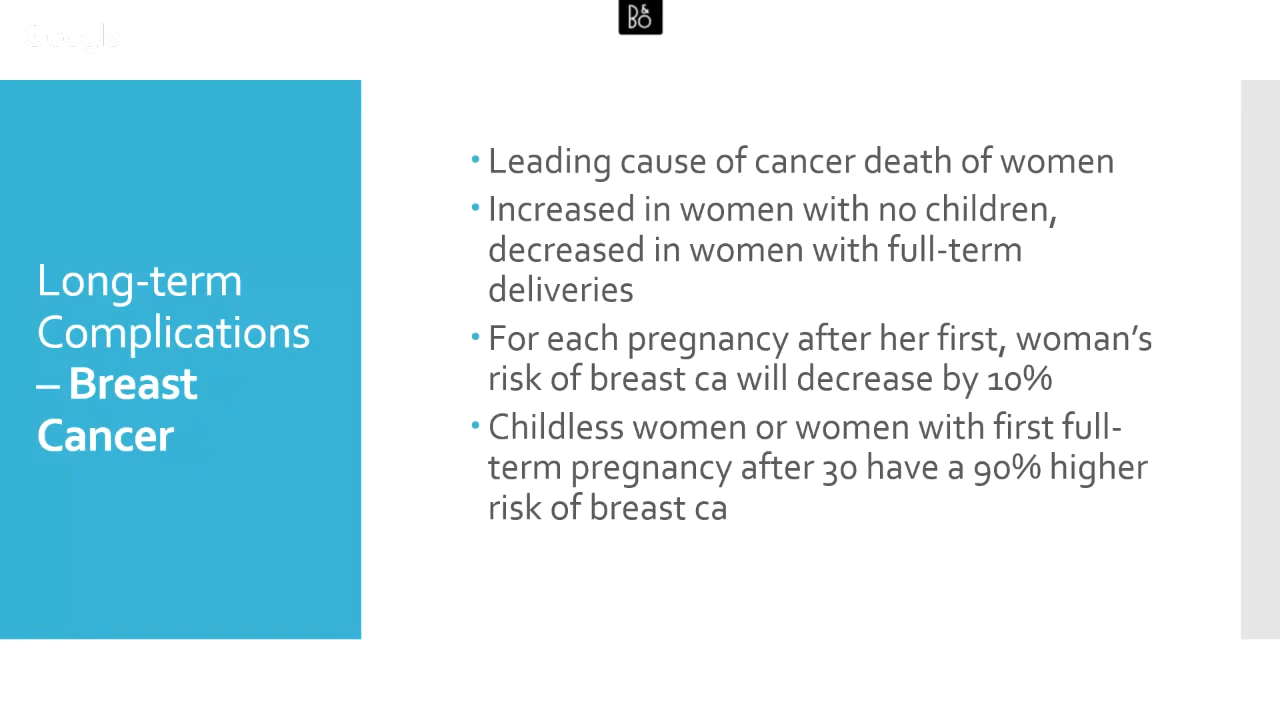 Google
B&O
Long-term
Complications
– Breast
Cancer
• Leading cause of cancer death of women
• Increased in women with no children,
decreased in women with full-term
deliveries
• For each pregnancy after her first, woman’s
risk of breast ca will decrease by 10%
• Childless women or women with first full-
term pregnancy after 30 have a 90% higher
risk of breast ca